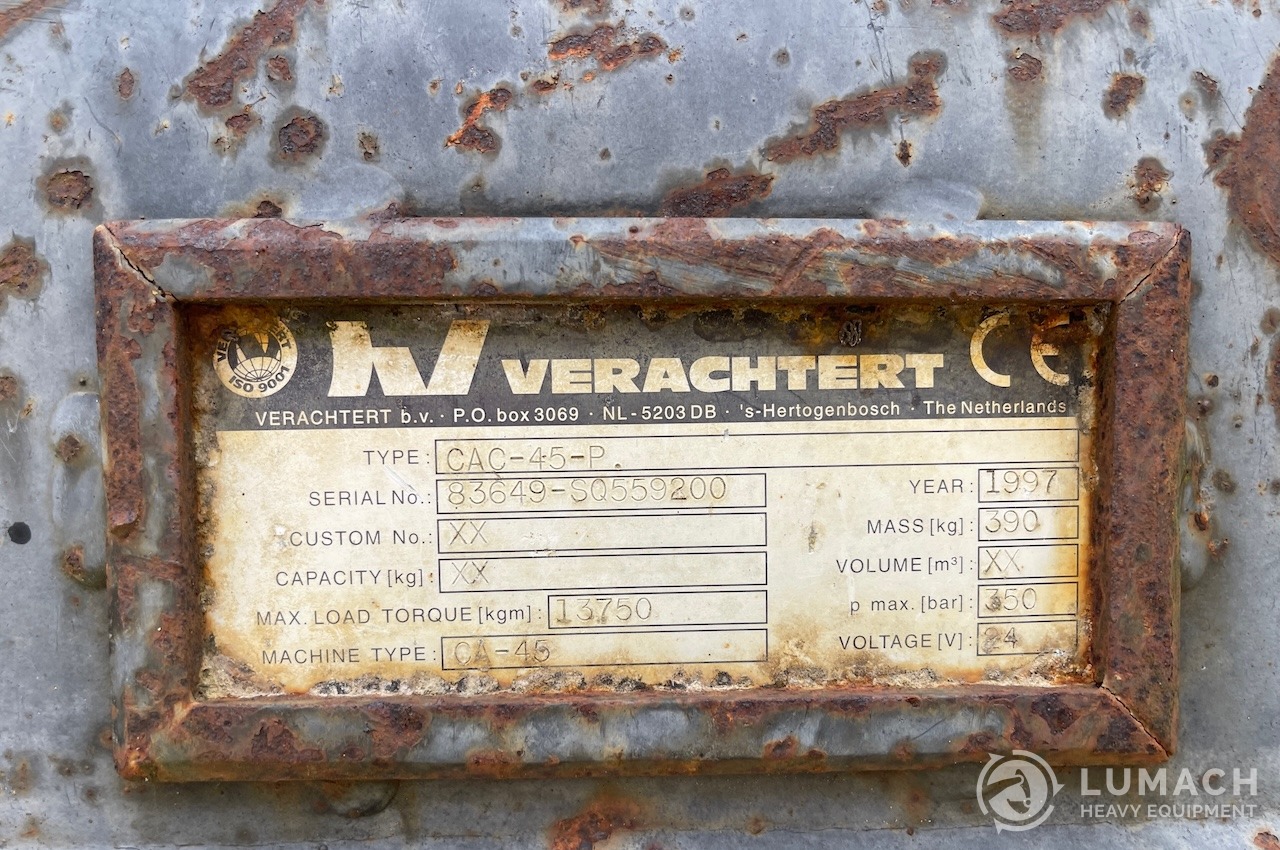 VERACHTERT
ISO 9001
VERACHTERT
CE
VERACHTERT b.v. · P.O. box 3069 · NL-5203 DB · 's-Hertogenbosch · The Netherlands
TYPE: CAC-45-P.
SERIAL No.: 83649-SQ559200
YEAR: 1997
CUSTOM No.: XX
MASS [kg]: 390
CAPACITY [kg]: XX
VOLUME [m³]: XX
MAX. LOAD TORQUE [kgm]: 13750
p max. [bar]: 350
MACHINE TYPE: CA-45
VOLTAGE [V]: 24
LUMACH
HEAVY EQUIPMENT